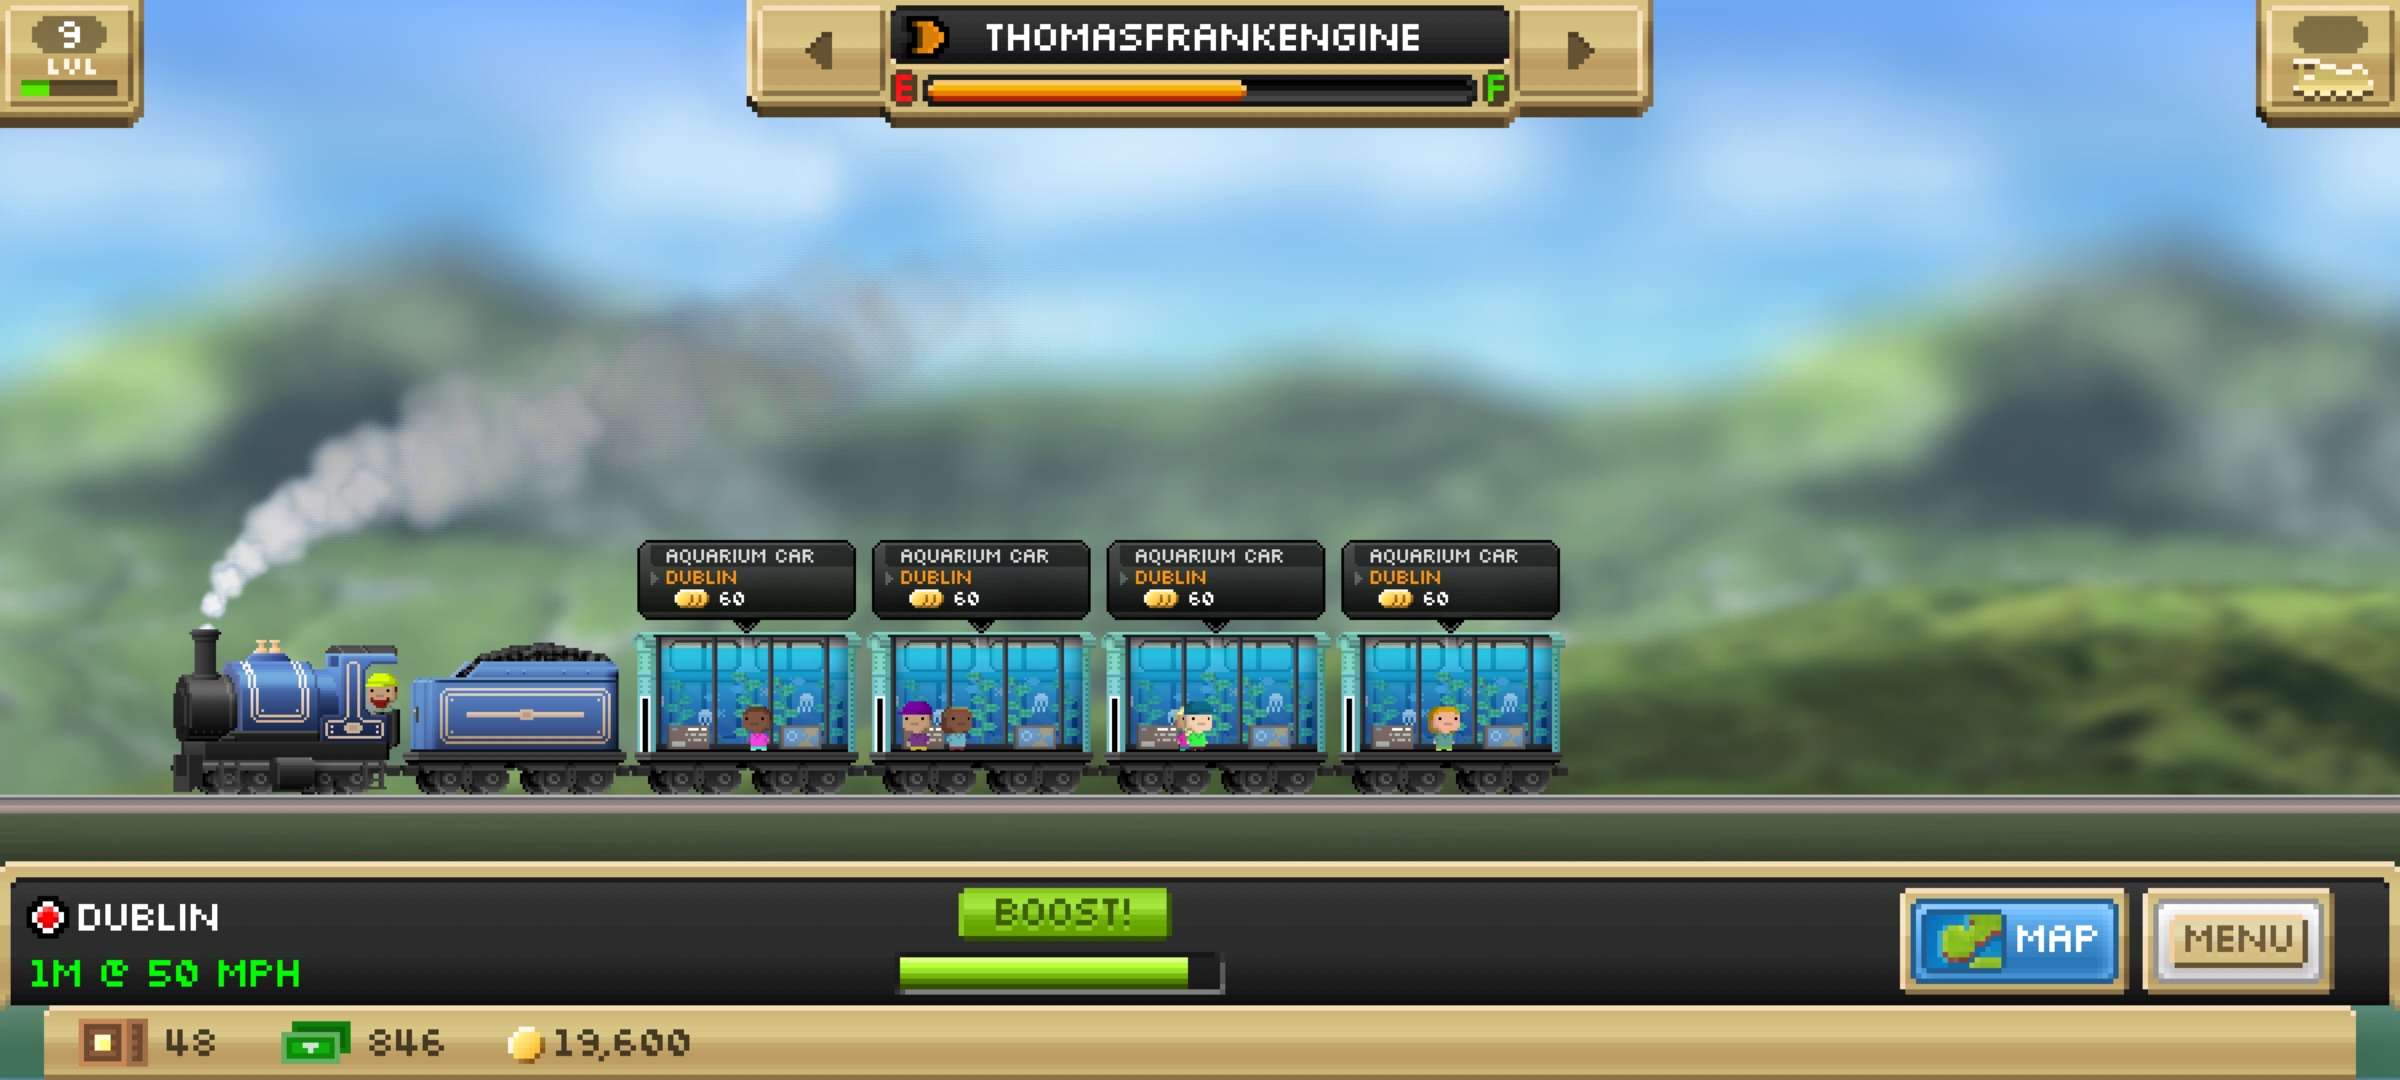 9
LVL
THOMASFRANKENGINE
E F
AQUARIUM CAR
DUBLIN
60
AQUARIUM CAR
DUBLIN
60
AQUARIUM CAR
DUBLIN
60
AQUARIUM CAR
DUBLIN
60
DUBLIN
1M @ 50 MPH
BOOST!
MAP
MENU
48
846
19,600